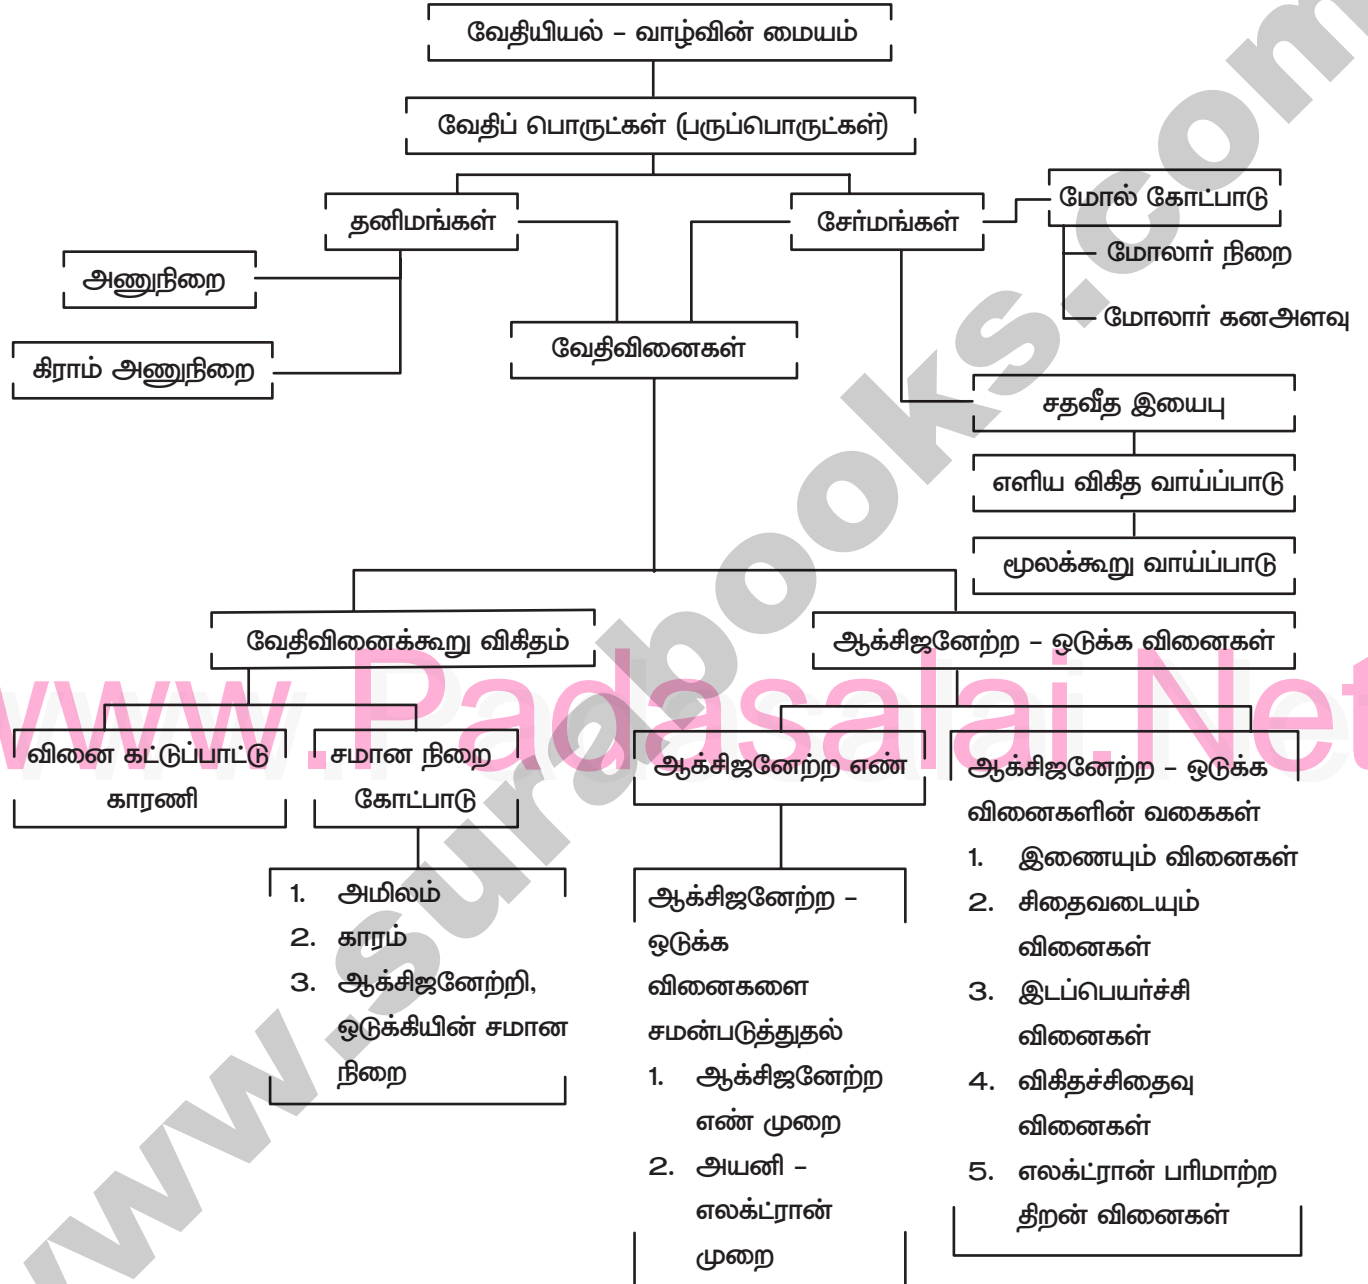 வேதியியல் – வாழ்வின் மையம்
வேதிப் பொருட்கள் (பருப்பொருட்கள்)
தனிமங்கள்
சேர்மங்கள்
மோல் கோட்பாடு
மோலார் நிறை
மோலார் கனஅளவு
அணுநிறை
கிராம் அணுநிறை
வேதிவினைகள்
சதவீத இயைபு
எளிய விகித வாய்ப்பாடு
மூலக்கூறு வாய்ப்பாடு
வேதிவினைக்கூறு விகிதம்
ஆக்சிஜனேற்ற – ஒடுக்க வினைகள்
வினை கட்டுப்பாட்டு
காரணி
சமான நிறை
கோட்பாடு
1. அமிலம்
2. காரம்
3. ஆக்சிஜனேற்றி,
ஒடுக்கியின் சமான
நிறை
ஆக்சிஜனேற்ற எண்
ஆக்சிஜனேற்ற –
ஒடுக்க
வினைகளை
சமன்படுத்துதல்
1. ஆக்சிஜனேற்ற
எண் முறை
2. அயனி –
எலக்ட்ரான்
முறை
ஆக்சிஜனேற்ற – ஒடுக்க
வினைகளின் வகைகள்
1. இணையும் வினைகள்
2. சிதைவடையும்
வினைகள்
3. இடப்பெயர்ச்சி
வினைகள்
4. விகிதச்சிதைவு
வினைகள்
5. எலக்ட்ரான் பரிமாற்ற
திறன் வினைகள்
www.Padasalai.Net
www.surabooks.com